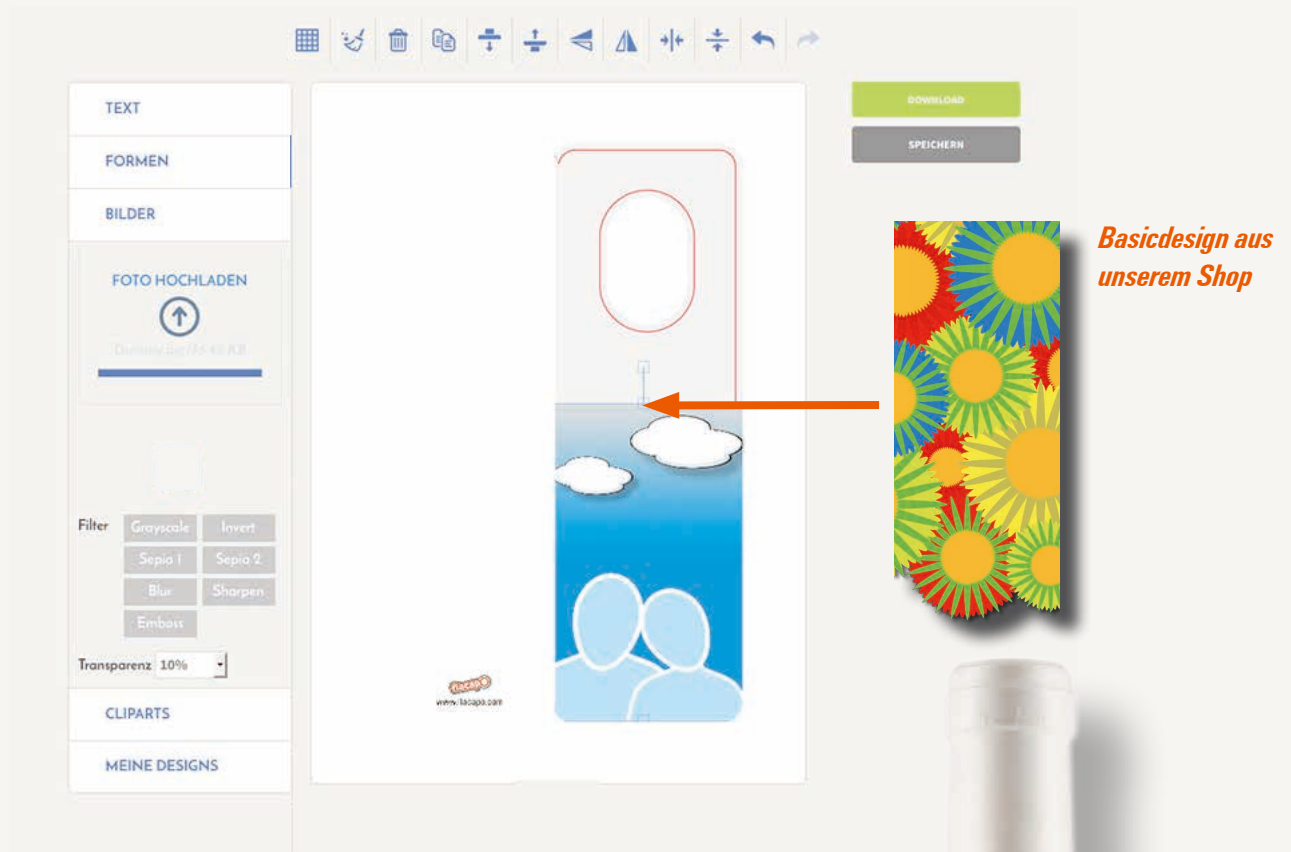 TEXT
FORMEN
BILDER
FOTO HOCHLADEN
Filter
Grayscale
Invert
Sepia 1
Sepia 2
Blur
Sharpen
Emboss
Transparenz 10%
CLIPARTS
MEINE DESIGNS
flacapo
www.flacapo.com
DOWNLOAD
SPEICHERN
Basicdesign aus
unserem Shop